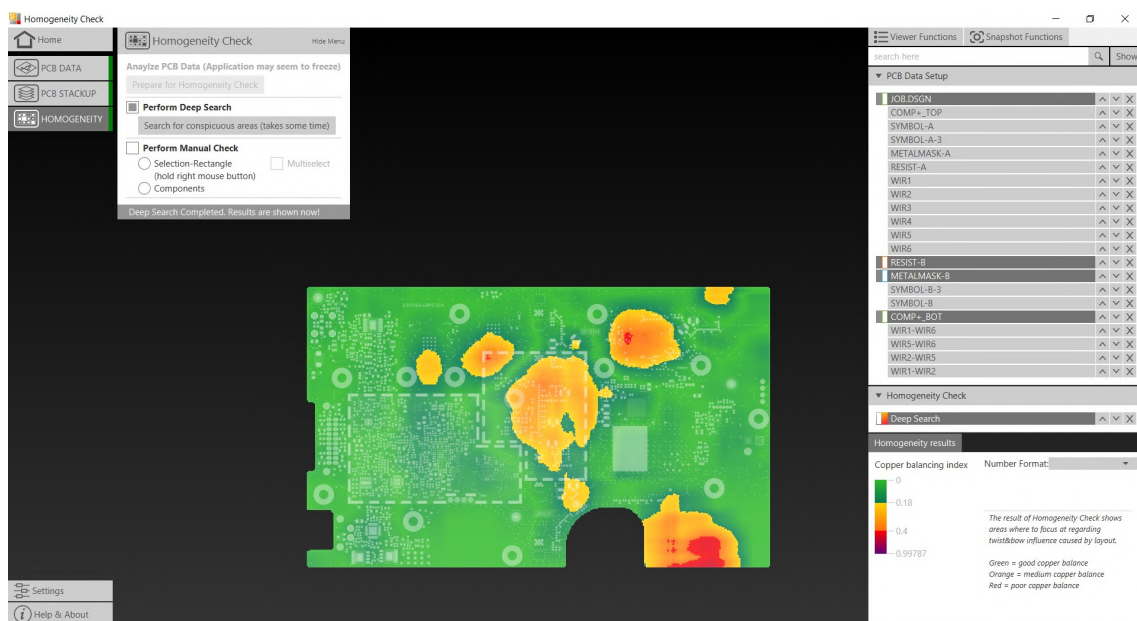 Homogeneity Check
Home
PCB DATA
PCB STACKUP
HOMOGENEITY
Homogeneity Check
Hide Menu
Anaylze PCB Data (Application may seem to freeze)
Prepare for Homogeneity Check
Perform Deep Search
Search for conspicuous areas (takes some time)
Perform Manual Check
Selection-Rectangle
(hold right mouse button)
Multiselect
Components
Deep Search Completed. Results are shown now!
Settings
Help & About
Viewer Functions
Snapshot Functions
search here
Show
PCB Data Setup
JOB.DSGN
COMP+_TOP
SYMBOL-A
SYMBOL-A-3
METALMASK-A
RESIST-A
WIR1
WIR2
WIR3
WIR4
WIR5
WIR6
RESIST-B
METALMASK-B
SYMBOL-B-3
SYMBOL-B
COMP+_BOT
WIR1-WIR6
WIR5-WIR6
WIR2-WIR5
WIR1-WIR2
Homogeneity Check
Deep Search
Homogeneity results
Copper balancing index
0
0.18
0.4
0.99787
Number Format:
The result of Homogeneity Check shows
areas where to focus at regarding
twist&bow influence caused by layout.
Green = good copper balance
Orange = medium copper balance
Red = poor copper balance